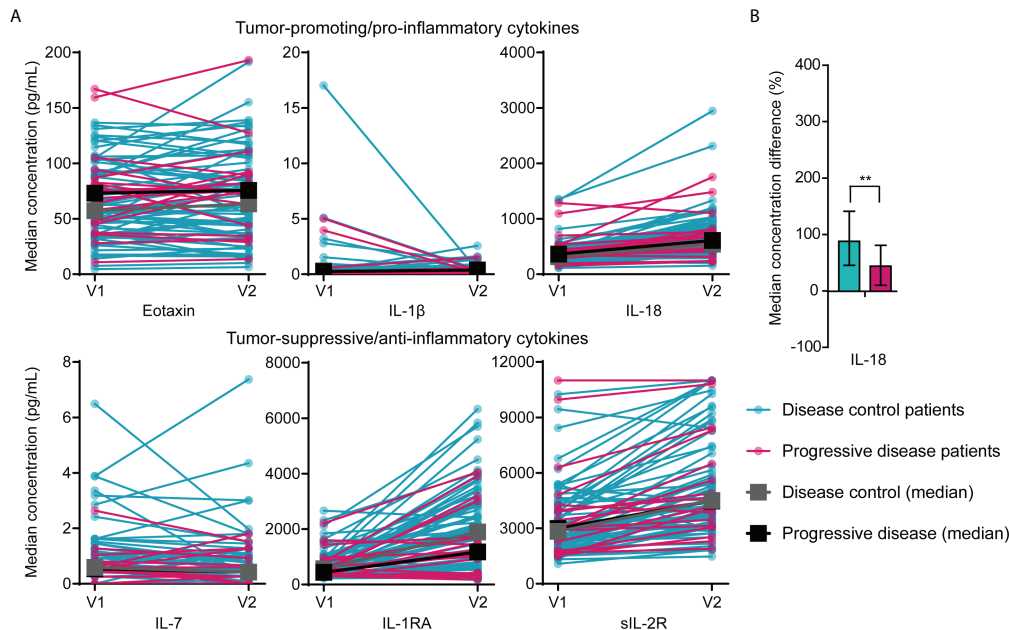 A
Tumor-promoting/pro-inflammatory cytokines
Median concentration (pg/mL)
200
150
100
50
0
V1
V2
Eotaxin
20
15
10
5
0
V1
V2
IL-1β
4000
3000
2000
1000
0
V1
V2
IL-18
B
Median concentration difference (%)
400
300
200
100
0
-100
**
IL-18
Tumor-suppressive/anti-inflammatory cytokines
Median concentration (pg/mL)
8
6
4
2
0
V1
V2
IL-7
8000
6000
4000
2000
0
V1
V2
IL-1RA
12000
9000
6000
3000
0
V1
V2
sIL-2R
Disease control patients
Progressive disease patients
Disease control (median)
Progressive disease (median)